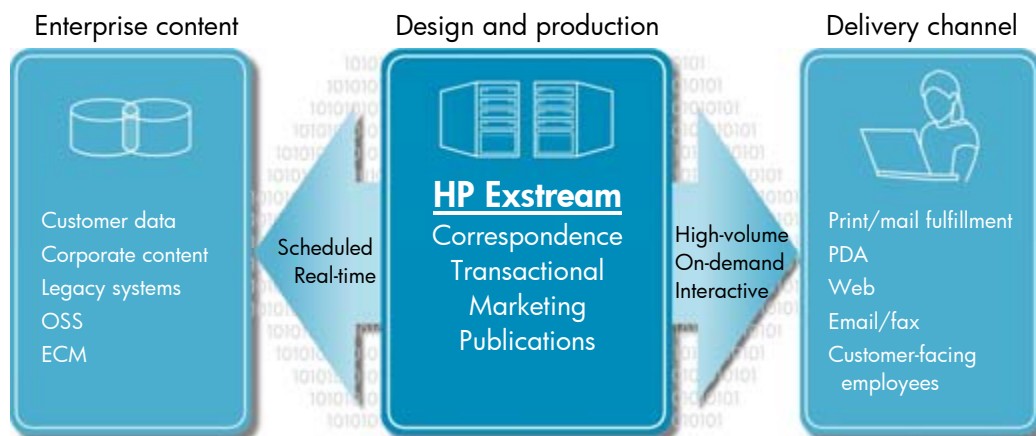 Enterprise content
Design and production
Delivery channel
Customer data
Corporate content
Legacy systems
OSS
ECM
Scheduled
Real-time
HP Exstream
Correspondence
Transactional
Marketing
Publications
High-volume
On-demand
Interactive
Print/mail fulfillment
PDA
Web
Email/fax
Customer-facing
employees